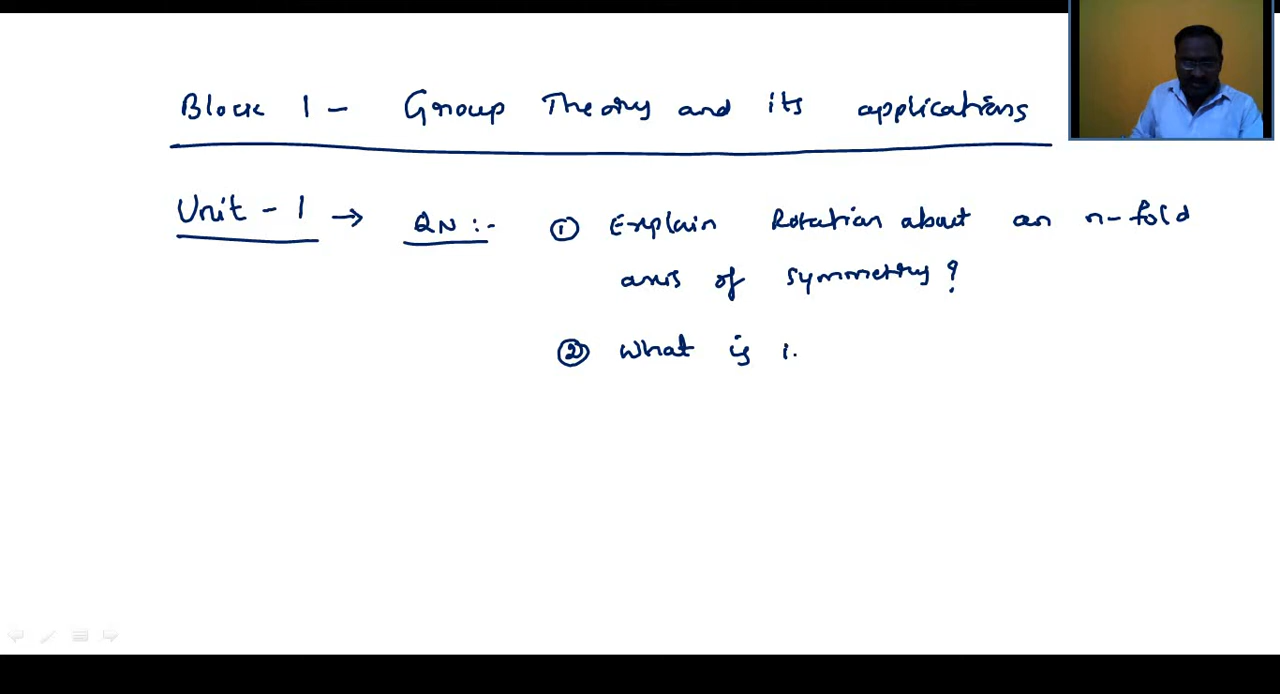 Block 1 - Group Theory and its applications
Unit - 1 → QN :- ① Explain Rotation about an n-fold
axis of symmetry?
② What is i